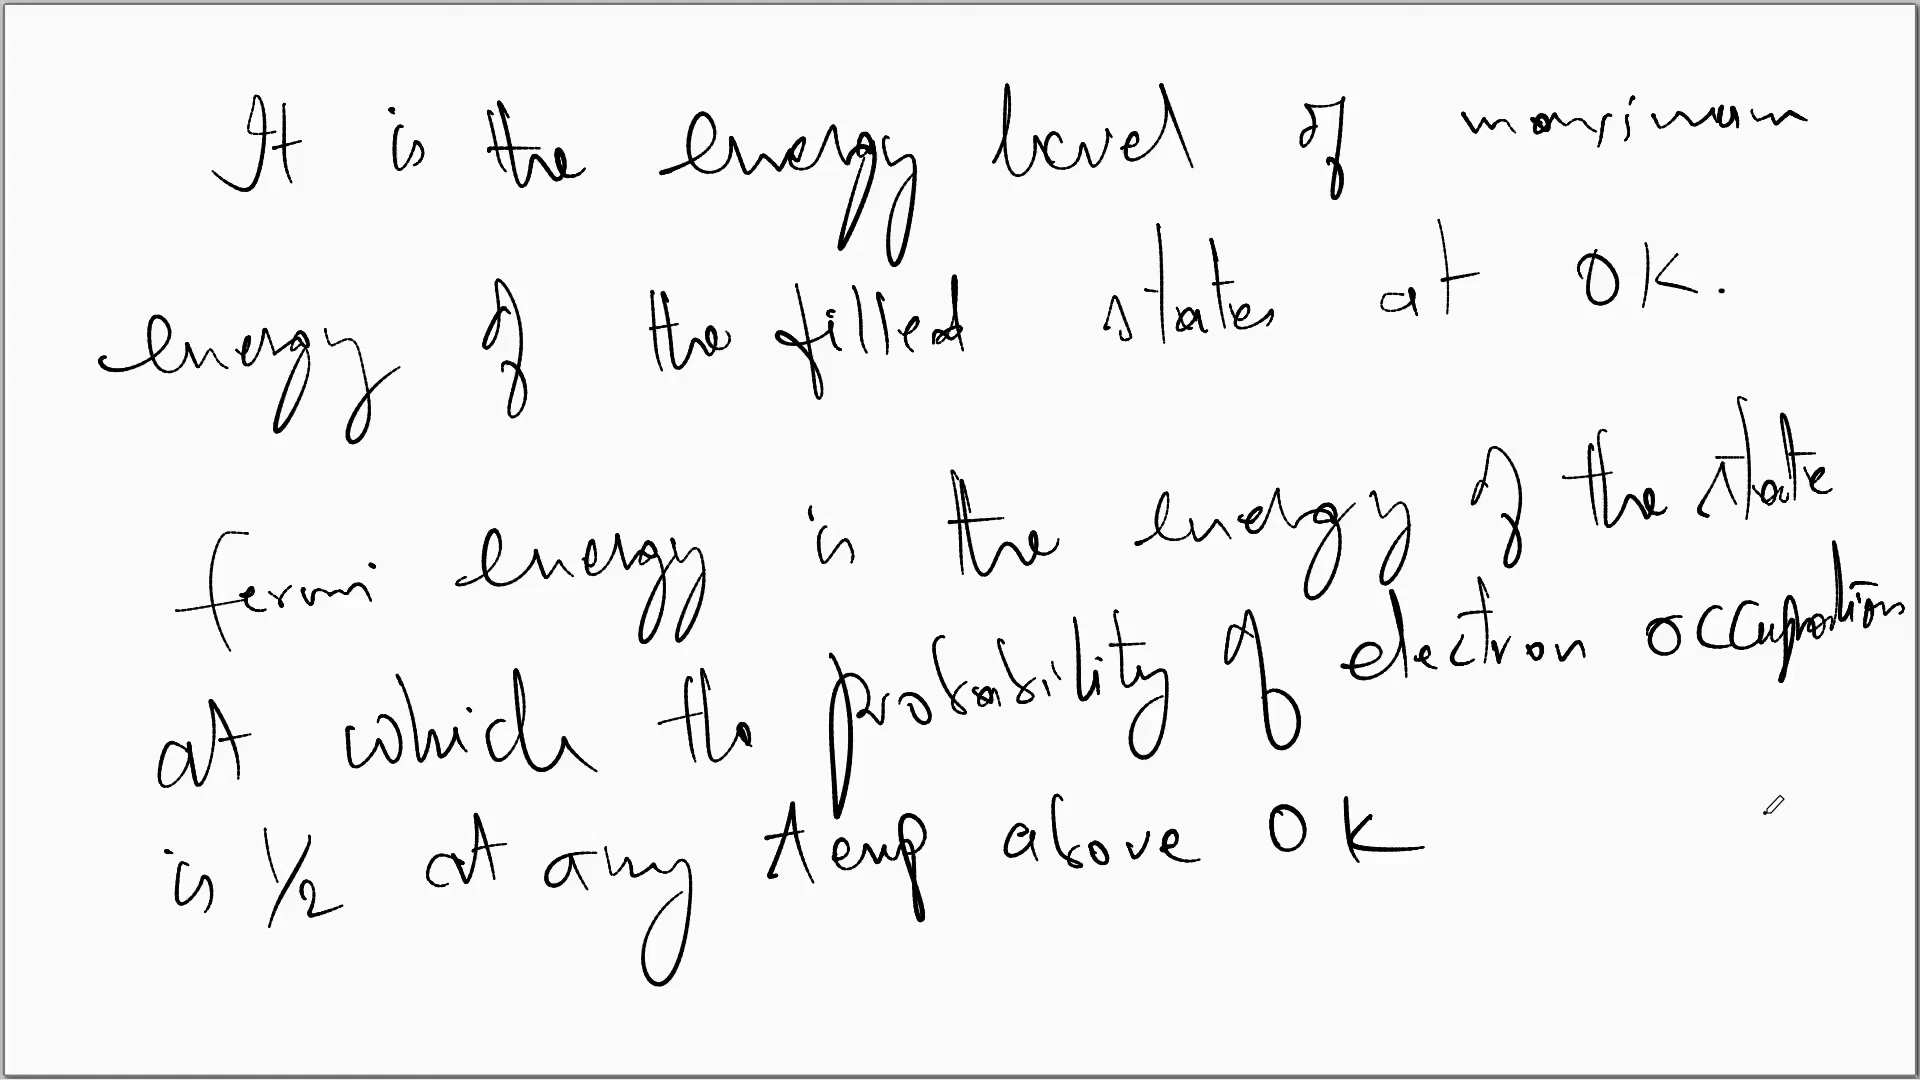 It is the energy level of maximum
energy of the filled states at 0K.
fermi energy is the energy of the state
at which the probability of electron occupation
is 1/2 at any temp above 0K